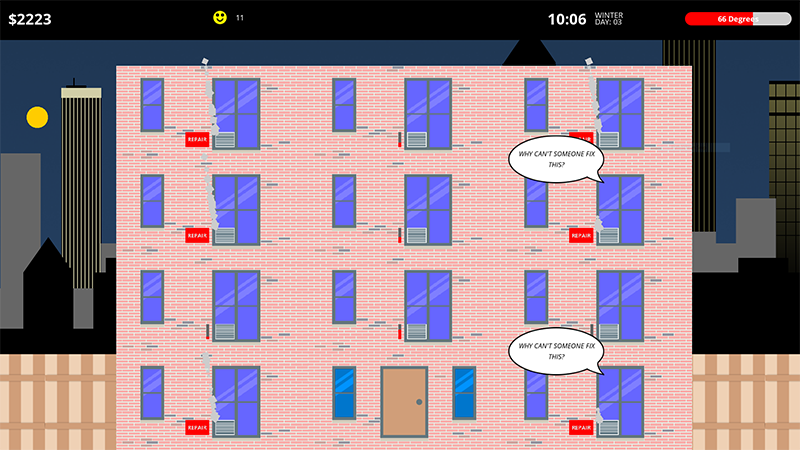 $2223
11
10:06
WINTER
DAY: 03
66 Degrees
REPAIR
WHY CAN'T SOMEONE FIX
THIS?
REPAIR
REPAIR
WHY CAN'T SOMEONE FIX
THIS?
REPAIR
REPAIR